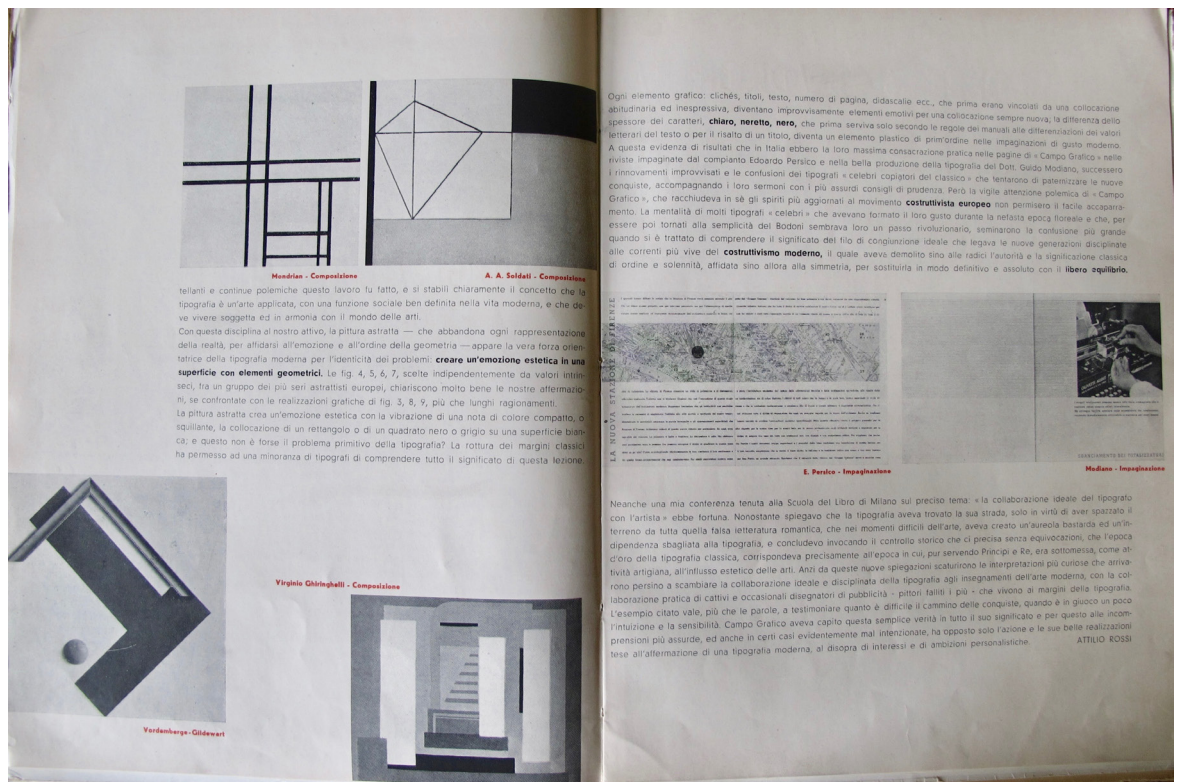 Mondrian - Composizione
A. A. Soldati - Composizione
tellanti e continue polemiche questo lavoro fu fatto, e si stabilì chiaramente il concetto che la
tipografia è un'arte applicata, con una funzione sociale ben definita nella vita moderna, e che de-
ve vivere soggetta ed in armonia con il mondo delle arti.
Con questa disciplina al nostro attivo, la pittura astratta — che abbandona ogni rappresentazione
della realtà, per affidarsi all'emozione e all'ordine della geometria — appare la vera forza orien-
tatrice della tipografia moderna per l'identicità dei problemi: creare un'emozione estetica in una
superficie con elementi geometrici. Le fig. 4, 5, 6, 7, scelte indipendentemente da valori intrin-
seci, fra un gruppo dei più seri astrattisti europei, chiariscono molto bene le nostre affermazio-
ni, se confrontate con le realizzazioni grafiche di fig. 3, 8, 9, più che lunghi ragionamenti.
La pittura astratta crea un'emozione estetica con la vibrazione di una nota di colore compatto, o
squillante, la collocazione di un rettangolo o di un quadrato nero o grigio su una superficie bian-
ca; e questo non è forse il problema primitivo della tipografia? La rottura dei margini classici
ha permesso ad una minoranza di tipografi di comprendere tutto il significato di questa lezione.
Virginio Ghiringhelli - Composizione
Vordemberge-Gildewart
Ogni elemento grafico: clichés, titoli, testo, numero di pagina, didascalie ecc., che prima erano vincolati da una collocazione
abitudinaria ed inespressiva, diventano improvvisamente elementi emotivi per una collocazione sempre nuova; la differenza dello
spessore dei caratteri, chiaro, neretto, nero, che prima serviva solo secondo le regole dei manuali alle differenziazioni dei valori
letterari del testo o per il risalto di un titolo, diventa un elemento plastico di prim'ordine nelle impaginazioni di gusto moderno.
A questa evidenza di risultati che in Italia ebbero la loro massima consacrazione pratica nelle pagine di « Campo Grafico » nelle
riviste impaginate dal compianto Edoardo Persico e nella bella produzione della tipografia del Dott. Guido Modiano, successero
i rinnovamenti improvvisati e le confusioni dei tipografi « celebri copiatori del classico » che tentarono di paternizzare le nuove
conquiste, accompagnando i loro sermoni con i più assurdi consigli di prudenza. Però la vigile attenzione polemica di « Campo
Grafico », che racchiudeva in sè gli spiriti più aggiornati al movimento costruttivista europeo non permisero il facile accaparra-
mento. La mentalità di molti tipografi « celebri » che avevano formato il loro gusto durante la nefasta epoca floreale e che, per
essere poi tornati alla semplicità del Bodoni sembrava loro un passo rivoluzionario, seminarono la confusione più grande
quando si è trattato di comprendere il significato del filo di congiunzione ideale che legava le nuove generazioni disciplinate
alle correnti più vive del costruttivismo moderno, il quale aveva demolito sino alle radici l'autorità e la significazione classica
di ordine e solennità, affidata sino allora alla simmetria, per sostituirla in modo definitivo e assoluto con il libero equilibrio.
LA NUOVA STAZIONE DI FIRENZE
E. Persico - Impaginazione
Modiano - Impaginazione
Neanche una mia conferenza tenuta alla Scuola del Libro di Milano sul preciso tema: « la collaborazione ideale del tipografo
con l'artista » ebbe fortuna. Nonostante spiegavo che la tipografia aveva trovato la sua strada, solo in virtù di aver spazzato il
terreno da tutta quella falsa letteratura romantica, che nei momenti difficili dell'arte, aveva creato un'aureola bastarda ed un'in-
dipendenza sbagliata alla tipografia, e concludevo invocando il controllo storico che ci precisa senza equivocazioni, che l'epoca
d'oro della tipografia classica, corrispondeva precisamente all'epoca in cui, pur servendo Principi e Re, era sottomessa, come at-
tività artigiana, all'influsso estetico delle arti. Anzi da queste nuove spiegazioni scaturirono le interpretazioni più curiose che arriva-
rono persino a scambiare la collaborazione ideale e disciplinata della tipografia agli insegnamenti dell'arte moderna, con la col-
laborazione pratica di cattivi e occasionali disegnatori di pubblicità - pittori falliti i più - che vivono ai margini della tipografia.
L'esempio citato vale, più che le parole, a testimoniare quanto è difficile il cammino delle conquiste, quando è in giuoco un poco
l'intuizione e la sensibilità. Campo Grafico aveva capito questa semplice verità in tutto il suo significato e per questo alle incom-
prensioni più assurde, ed anche in certi casi evidentemente mal intenzionate, ha opposto solo l'azione e le sue belle realizzazioni
tese all'affermazione di una tipografia moderna, al disopra di interessi e di ambizioni personalistiche.
ATTILIO ROSSI